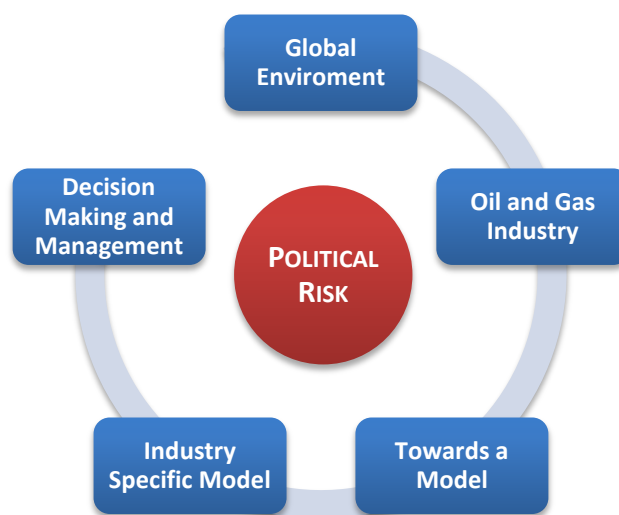 Global
Enviroment
Oil and Gas
Industry
Towards a
Model
Industry
Specific Model
Decision
Making and
Management
POLITICAL
RISK